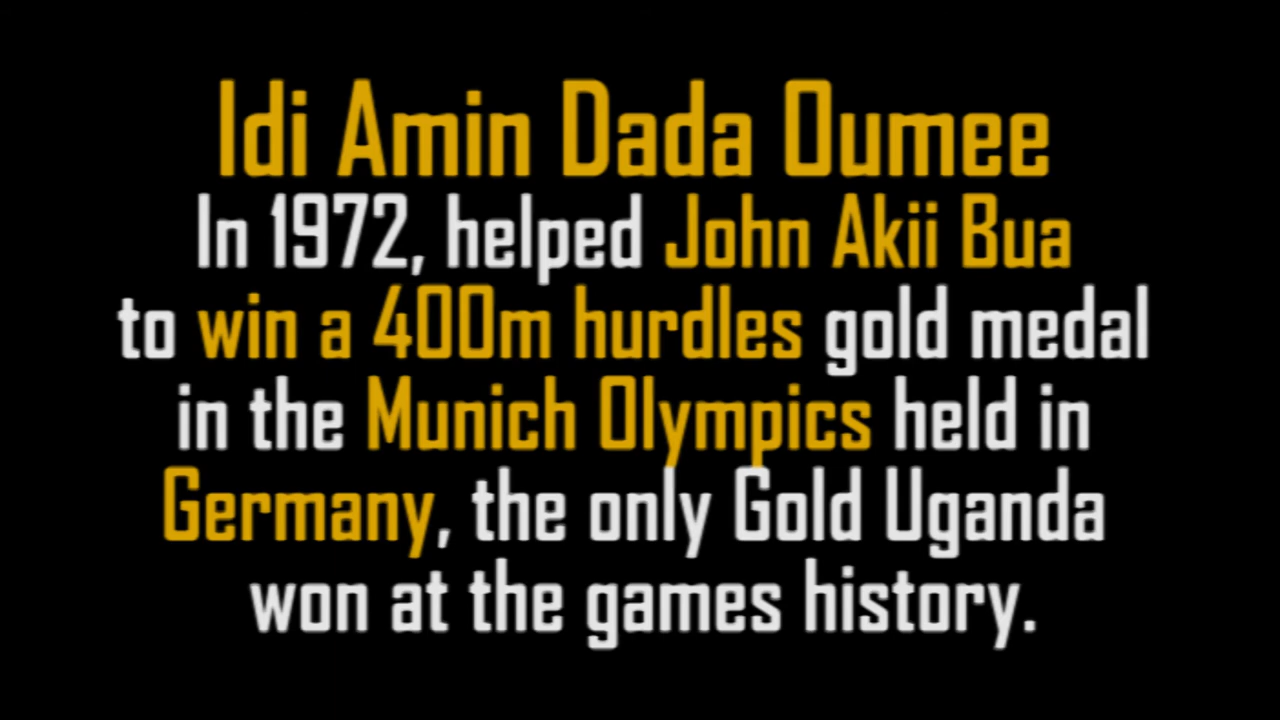 Idi Amin Dada Oumee
In 1972, helped John Akii Bua
to win a 400m hurdles gold medal
in the Munich Olympics held in
Germany, the only Gold Uganda
won at the games history.